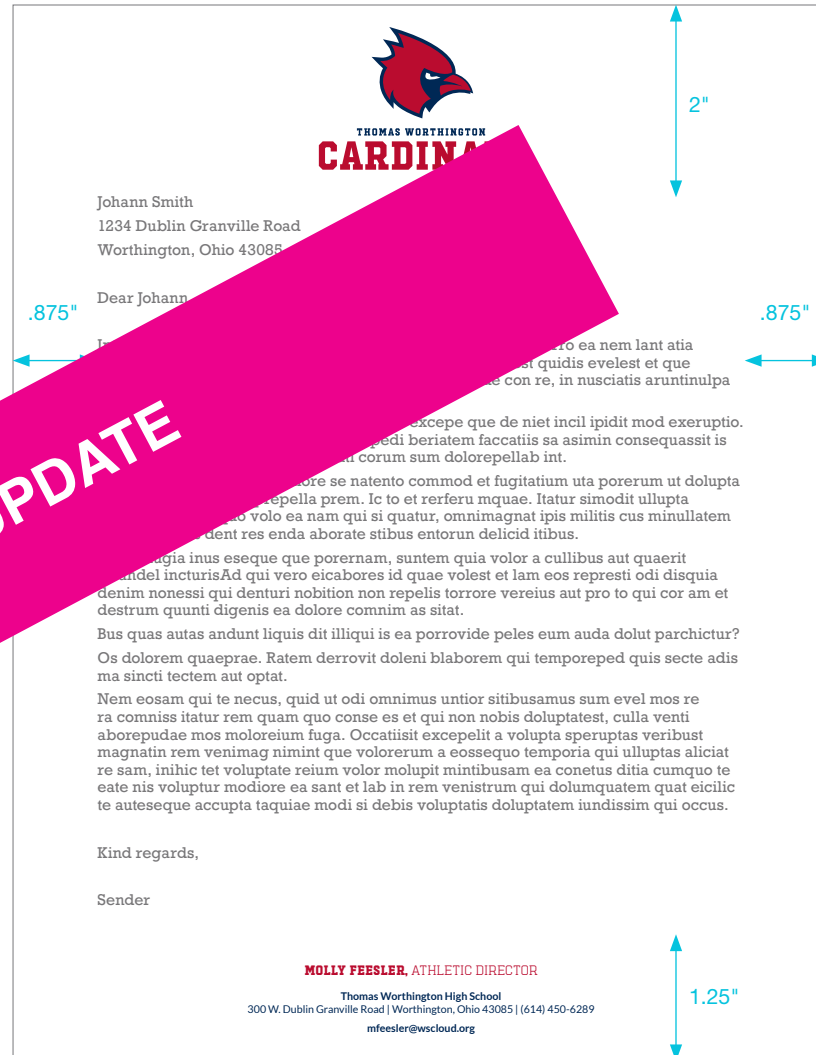 THOMAS WORTHINGTON
2"
Johann Smith
1234 Dublin Granville Road
Worthington, Ohio 43085
Dear Johann
.875"
.875"
ea nem lant atia
quidis evelest et que
con re, in nusciatis aruntinulpa
excepe que de niet incil ipidit mod exeruptio.
beriatem faccatiis sa asimin consequassit is
corum sum dolorepellab int.
UPDATE
se natento commod et fugitatium uta porerum ut dolupta
repella prem. Ic to et rerferu mquae. Itatur simodit ullupta
volo ea nam qui si quatur, omnimagnat ipis militis cus minullatem
dent res enda aborate stibus entorun delicid itibus.
inus eseque que porernam, suntem quia volor a cullibus aut quaerit
incturisAd qui vero eicabores id quae volest et lam eos represti odi disquia
denim nonessi qui denturi nobition non repelis torrore vereius aut pro to qui cor am et
destrum quunti digenis ea dolore comnim as sitat.
Bus quas autas andunt liquis dit illiqui is ea porrovide peles eum auda dolut parchictur?
Os dolorem quaeprae. Ratem derrovit doleni blaborem qui temporeped quis secte adis
ma sincti tectem aut optat.
Nem eosam qui te necus, quid ut odi omnimus untior sitibusamus sum evel mos re
ra comniss itatur rem quam quo conse es et qui non nobis doluptatest, culla venti
aborepudae mos moloreium fuga. Occatiisit excepelit a volupta speruptas veribust
magnatin rem venimag nimint que volorerum a eossequo temporia qui ulluptas aliciat
re sam, inihic tet voluptate reium volor molupit mintibusam ea conetus ditia cumquo te
eate nis voluptur modiore ea sant et lab in rem venistrum qui dolumquatem quat eicilic
te auteseque accupta taquiae modi si debis voluptatis doluptatem iundissim qui occus.
Kind regards,
Sender
MOLLY FEESLER, ATHLETIC DIRECTOR
Thomas Worthington High School
300 W. Dublin Granville Road | Worthington, Ohio 43085 | (614) 450-6289
mfeesler@wscloud.org
1.25"